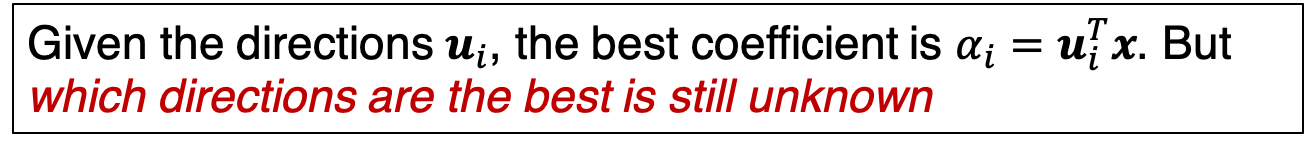 Given the directions 𝒖ᵢ, the best coefficient is 𝛼ᵢ = 𝒖ᵢᵀ𝒙. But
which directions are the best is still unknown